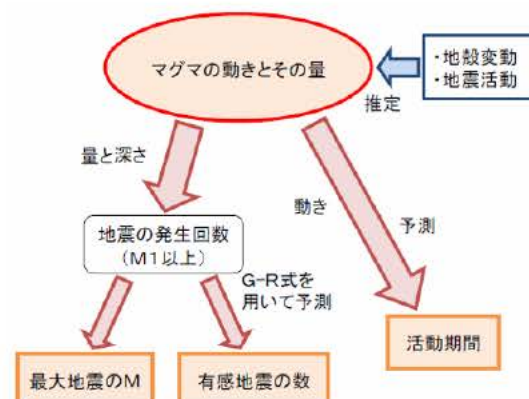 マグマの動きとその量
・地殻変動
・地震活動
推定
量と深さ
動き
予測
地震の発生回数
（M1以上）
G-R式を
用いて予測
最大地震のM
有感地震の数
活動期間